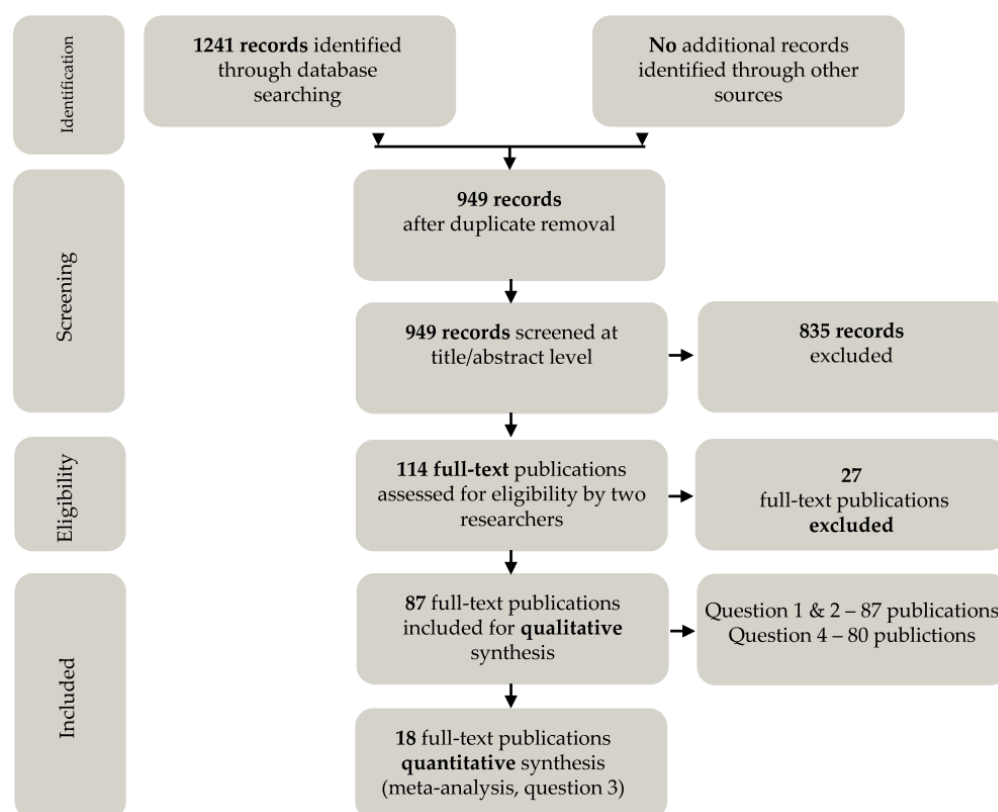 Identification
1241 records identified
through database
searching
No additional records
identified through other
sources
Screening
949 records
after duplicate removal
949 records screened at
title/abstract level
835 records
excluded
Eligibility
114 full-text publications
assessed for eligibility by two
researchers
27
full-text publications
excluded
Included
87 full-text publications
included for qualitative
synthesis
Question 1 & 2 – 87 publications
Question 4 – 80 publictions
18 full-text publications
quantitative synthesis
(meta-analysis, question 3)